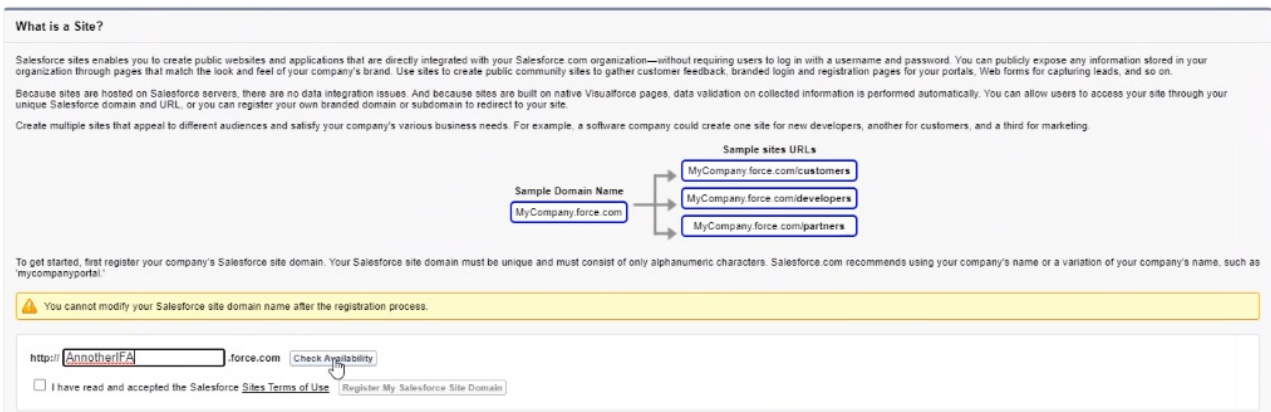 What is a Site?
Salesforce sites enables you to create public websites and applications that are directly integrated with your Salesforce.com organization—without requiring users to log in with a username and password. You can publicly expose any information stored in your
organization through pages that match the look and feel of your company's brand. Use sites to create public community sites to gather customer feedback, branded login and registration pages for your portals, Web forms for capturing leads, and so on.
Because sites are hosted on Salesforce servers, there are no data integration issues. And because sites are built on native Visualforce pages, data validation on collected information is performed automatically. You can allow users to access your site through your
unique Salesforce domain and URL, or you can register your own branded domain or subdomain to redirect to your site.
Create multiple sites that appeal to different audiences and satisfy your company's various business needs. For example, a software company could create one site for new developers, another for customers, and a third for marketing.
Sample sites URLs
MyCompany.force.com/customers
Sample Domain Name
MyCompany.force.com/developers
MyCompany.force.com
MyCompany.force.com/partners
To get started, first register your company's Salesforce site domain. Your Salesforce site domain must be unique and must consist of only alphanumeric characters. Salesforce.com recommends using your company's name or a variation of your company's name, such as
'mycompanyportal.'
You cannot modify your Salesforce site domain name after the registration process.
http:// AnnotherIFA .force.com Check Availability
I have read and accepted the Salesforce Sites Terms of Use Register My Salesforce Site Domain